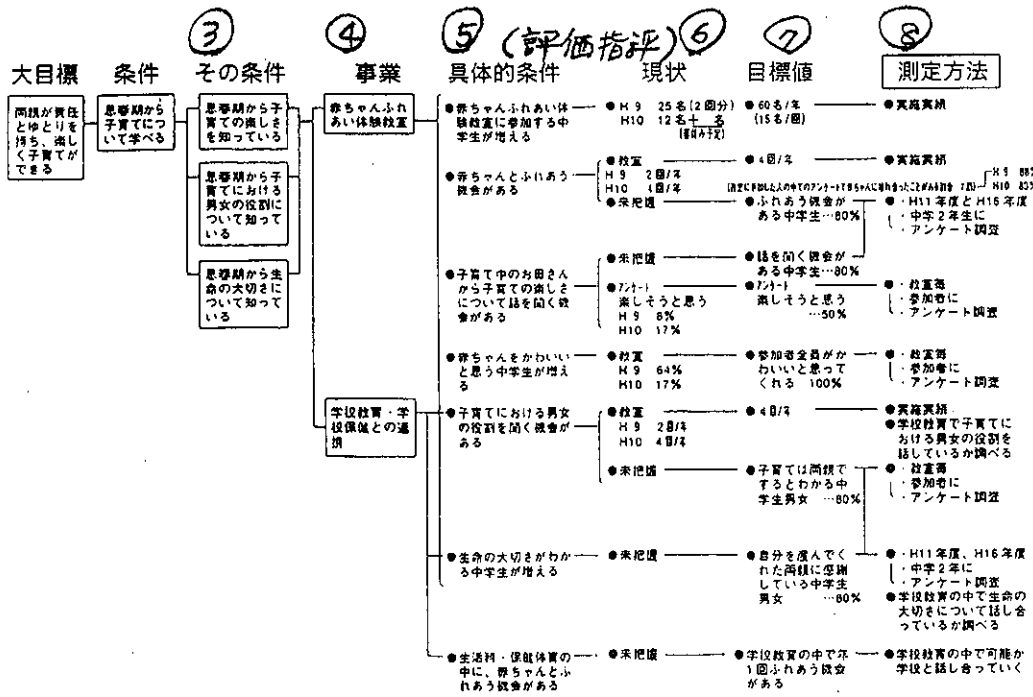 ③ ④ ⑤ (評価指評) ⑥ ⑦ ⑧
大目標 条件 その条件 事業 具体的条件 現状 目標値 測定方法
両親が責任
とゆとりを
持ち、楽し
く子育てが
できる
思春期から
子育てにつ
いて学べる
思春期から子
育ての楽しさ
を知っている
思春期から子
育てにおける
男女の役割に
ついて知って
いる
思春期から生
命の大切さに
ついて知って
いる
赤ちゃんふれ
あい体験教室
学校教育・学
校保健との連
携
●赤ちゃんふれあい体
験教室に参加する中
学生が増える
●H9 25名(2回分)
H10 12名+ 名
●60名/年
(15名/回)
●実施実績
●赤ちゃんとふれあう
機会がある
●教室
H9 2回/年
H10 4回/年
●4回/年
●実施実績
●未把握
●ふれあう機会が
ある中学生…80%
●・H11年度とH16年度
・中学2年生に
・アンケート調査
●子育て中のお母さん
から子育ての楽しさ
について話を聞く機
会がある
●未把握
●話を聞く機会が
ある中学生…80%
●アンケート
楽しそうと思う
H9 8%
H10 17%
●アンケート
楽しそうと思う
…50%
●・教室毎
・参加者に
・アンケート調査
●赤ちゃんをかわいい
と思う中学生が増え
る
●教室
H9 64%
H10 17%
●参加者全員がか
わいいと思って
くれる 100%
●・教室毎
・参加者に
・アンケート調査
●子育てにおける男女
の役割を聞く機会が
ある
●教室
H9 2回/年
H10 4回/年
●4回/年
●実施実績
●学校教育で子育てに
おける男女の役割を
話しているか調べる
●未把握
●子育ては両親で
するとわかる中
学生男女 …80%
●・教室毎
・参加者に
・アンケート調査
●生命の大切さがわか
る中学生が増える
●未把握
●自分を産んでく
れた両親に感謝
している中学生
男女 …80%
●・H11年度、H16年度
・中学2年に
・アンケート調査
●学校教育の中で生命の
大切さについて話し合
っているか調べる
●生活科・保健体育の
中に、赤ちゃんとふ
れあう機会がある
●未把握
●学校教育の中で年
1回ふれあう機会
がある
●学校教育の中で可能か
学校と話し合っていく